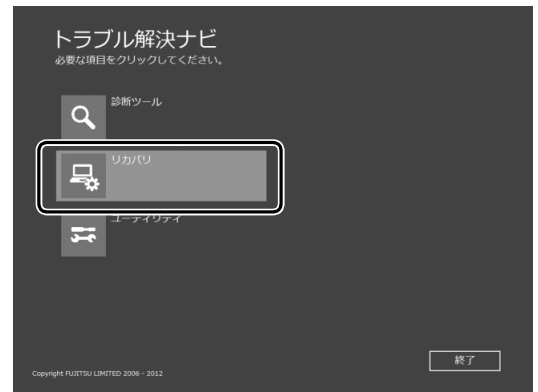 トラブル解決ナビ
必要な項目をクリックしてください。
診断ツール
リカバリ
ユーティリティ
終了
Copyright FUJITSU LIMITED 2006 - 2012